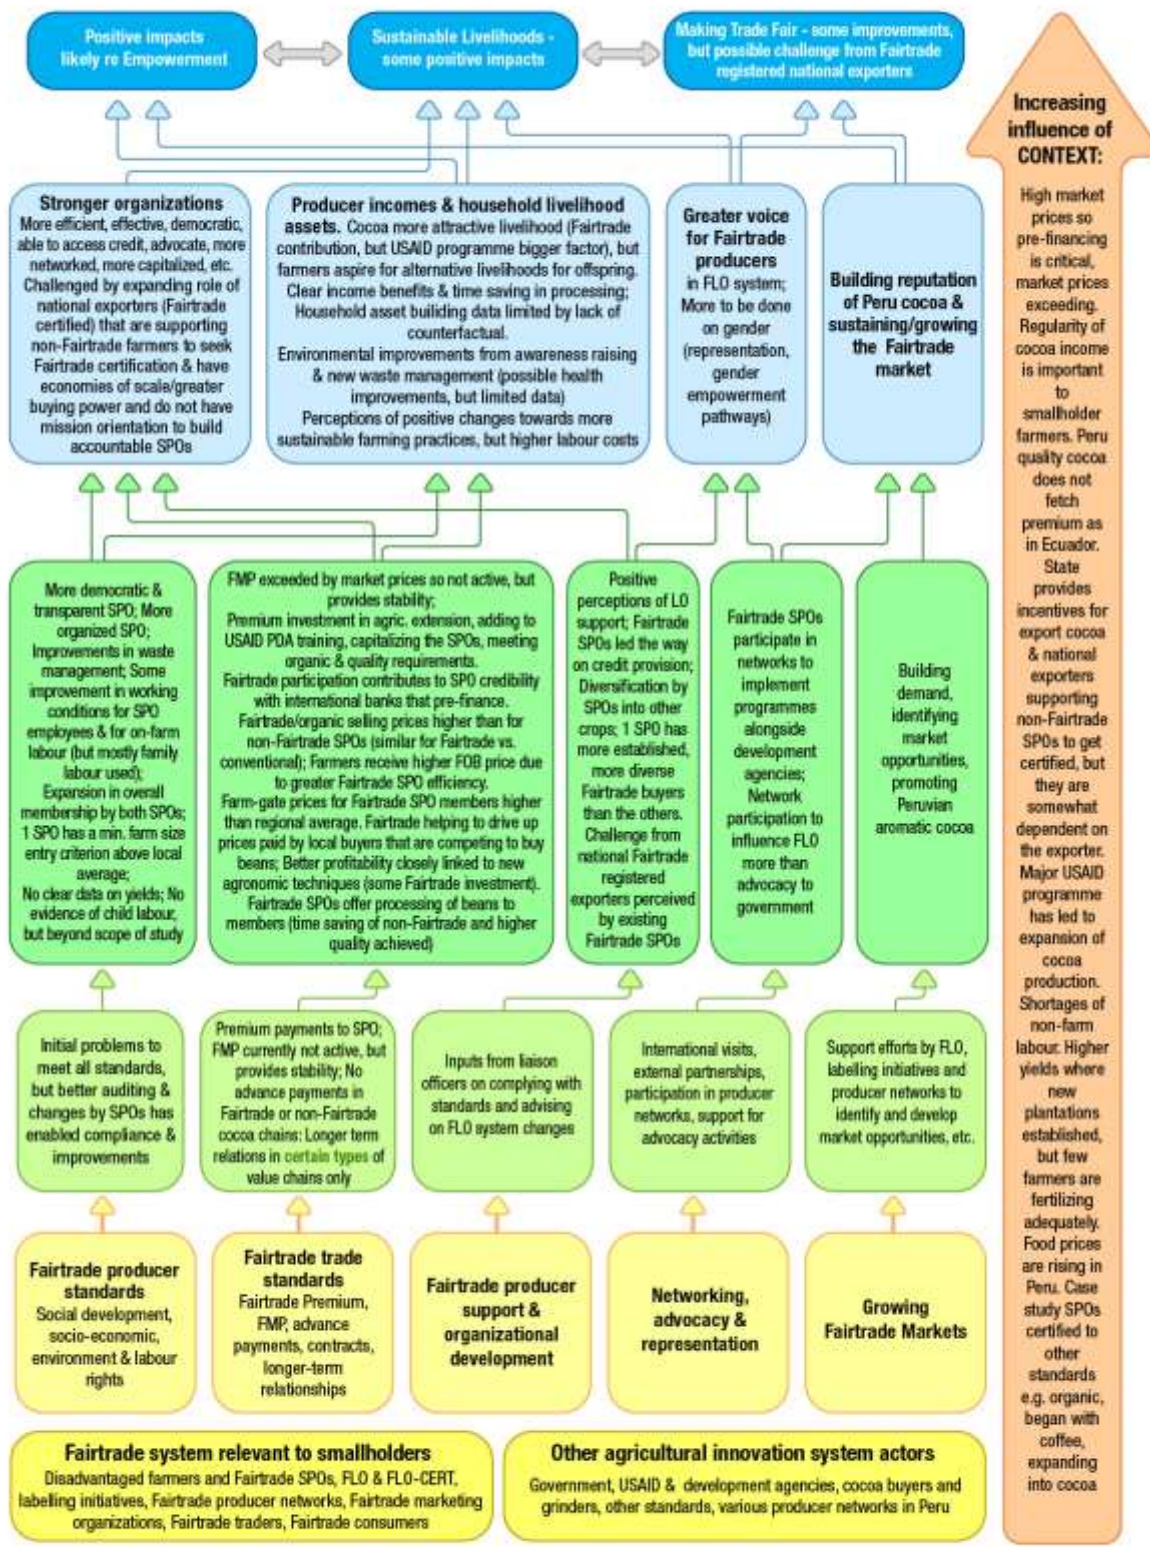 Positive impacts
likely re Empowerment
Sustainable Livelihoods -
some positive impacts
Making Trade Fair - some improvements,
but possible challenge from Fairtrade
registered national exporters
Stronger organizations
More efficient, effective, democratic,
able to access credit, advocate, more
networked, more capitalized, etc.
Challenged by expanding role of
national exporters (Fairtrade
certified) that are supporting
non-Fairtrade farmers to seek
Fairtrade certification & have
economies of scale/greater
buying power and do not have
mission orientation to build
accountable SPOs
Producer incomes & household livelihood
assets. Cocoa more attractive livelihood (Fairtrade
contribution, but USAID programme bigger factor), but
farmers aspire for alternative livelihoods for offspring.
Clear income benefits & time saving in processing;
Household asset building data limited by lack of
counterfactual.
Environmental improvements from awareness raising
& new waste management (possible health
improvements, but limited data)
Perceptions of positive changes towards more
sustainable farming practices, but higher labour costs
Greater voice
for Fairtrade
producers
in FLO system;
More to be done
on gender
(representation,
gender
empowerment
pathways)
Building reputation
of Peru cocoa &
sustaining/growing
the Fairtrade
market
More democratic &
transparent SPO; More
organized SPO;
Improvements in waste
management; Some
improvement in working
conditions for SPO
employees & for on-farm
labour (but mostly family
labour used);
Expansion in overall
membership by both SPOs;
1 SPO has a min. farm size
entry criterion above local
average;
No clear data on yields; No
evidence of child labour,
but beyond scope of study
FMP exceeded by market prices so not active, but
provides stability;
Premium investment in agric. extension, adding to
USAID PDA training, capitalizing the SPOs, meeting
organic & quality requirements.
Fairtrade participation contributes to SPO credibility
with international banks that pre-finance.
Fairtrade/organic selling prices higher than for
non-Fairtrade SPOs (similar for Fairtrade vs.
conventional); Farmers receive higher FOB price due
to greater Fairtrade SPO efficiency.
Farm-gate prices for Fairtrade SPO members higher
than regional average. Fairtrade helping to drive up
prices paid by local buyers that are competing to buy
beans; Better profitability closely linked to new
agronomic techniques (some Fairtrade investment).
Fairtrade SPOs offer processing of beans to
members (time saving of non-Fairtrade and higher
quality achieved)
Positive
perceptions of LO
support; Fairtrade
SPOs led the way
on credit provision;
Diversification by
SPOs into other
crops; 1 SPO has
more established,
more diverse
Fairtrade buyers
than the others.
Challenge from
national Fairtrade
registered
exporters perceived
by existing
Fairtrade SPOs
Fairtrade SPOs
participate in
networks to
implement
programmes
alongside
development
agencies;
Network
participation to
influence FLO
more than
advocacy to
government
Building
demand,
identifying
market
opportunities,
promoting
Peruvian
aromatic cocoa
Initial problems to
meet all standards,
but better auditing &
changes by SPOs has
enabled compliance &
improvements
Premium payments to SPO;
FMP currently not active, but
provides stability; No
advance payments in
Fairtrade or non-Fairtrade
cocoa chains: Longer term
relations in certain types of
value chains only
Inputs from liaison
officers on complying with
standards and advising
on FLO system changes
International visits,
external partnerships,
participation in producer
networks, support for
advocacy activities
Support efforts by FLO,
labelling initiatives and
producer networks to
identify and develop
market opportunities, etc.
Fairtrade producer
standards
Social development,
socio-economic,
environment & labour
rights
Fairtrade trade
standards
Fairtrade Premium,
FMP, advance
payments, contracts,
longer-term
relationships
Fairtrade producer
support &
organizational
development
Networking,
advocacy &
representation
Growing
Fairtrade Markets
Fairtrade system relevant to smallholders
Disadvantaged farmers and Fairtrade SPOs, FLO & FLO-CERT,
labelling initiatives, Fairtrade producer networks, Fairtrade marketing
organizations, Fairtrade traders, Fairtrade consumers
Other agricultural innovation system actors
Government, USAID & development agencies, cocoa buyers and
grinders, other standards, various producer networks in Peru
Increasing
influence of
CONTEXT:
High market
prices so
pre-financing
is critical,
market prices
exceeding.
Regularity of
cocoa income
is important
to
smallholder
farmers. Peru
quality cocoa
does not
fetch
premium as
in Ecuador.
State
provides
incentives for
export cocoa
& national
exporters
supporting
non-Fairtrade
SPOs to get
certified, but
they are
somewhat
dependent on
the exporter.
Major USAID
programme
has led to
expansion of
cocoa
production.
Shortages of
non-farm
labour. Higher
yields where
new
plantations
established,
but few
farmers are
fertilizing
adequately.
Food prices
are rising in
Peru. Case
study SPOs
certified to
other
standards
e.g. organic,
began with
coffee,
expanding
into cocoa